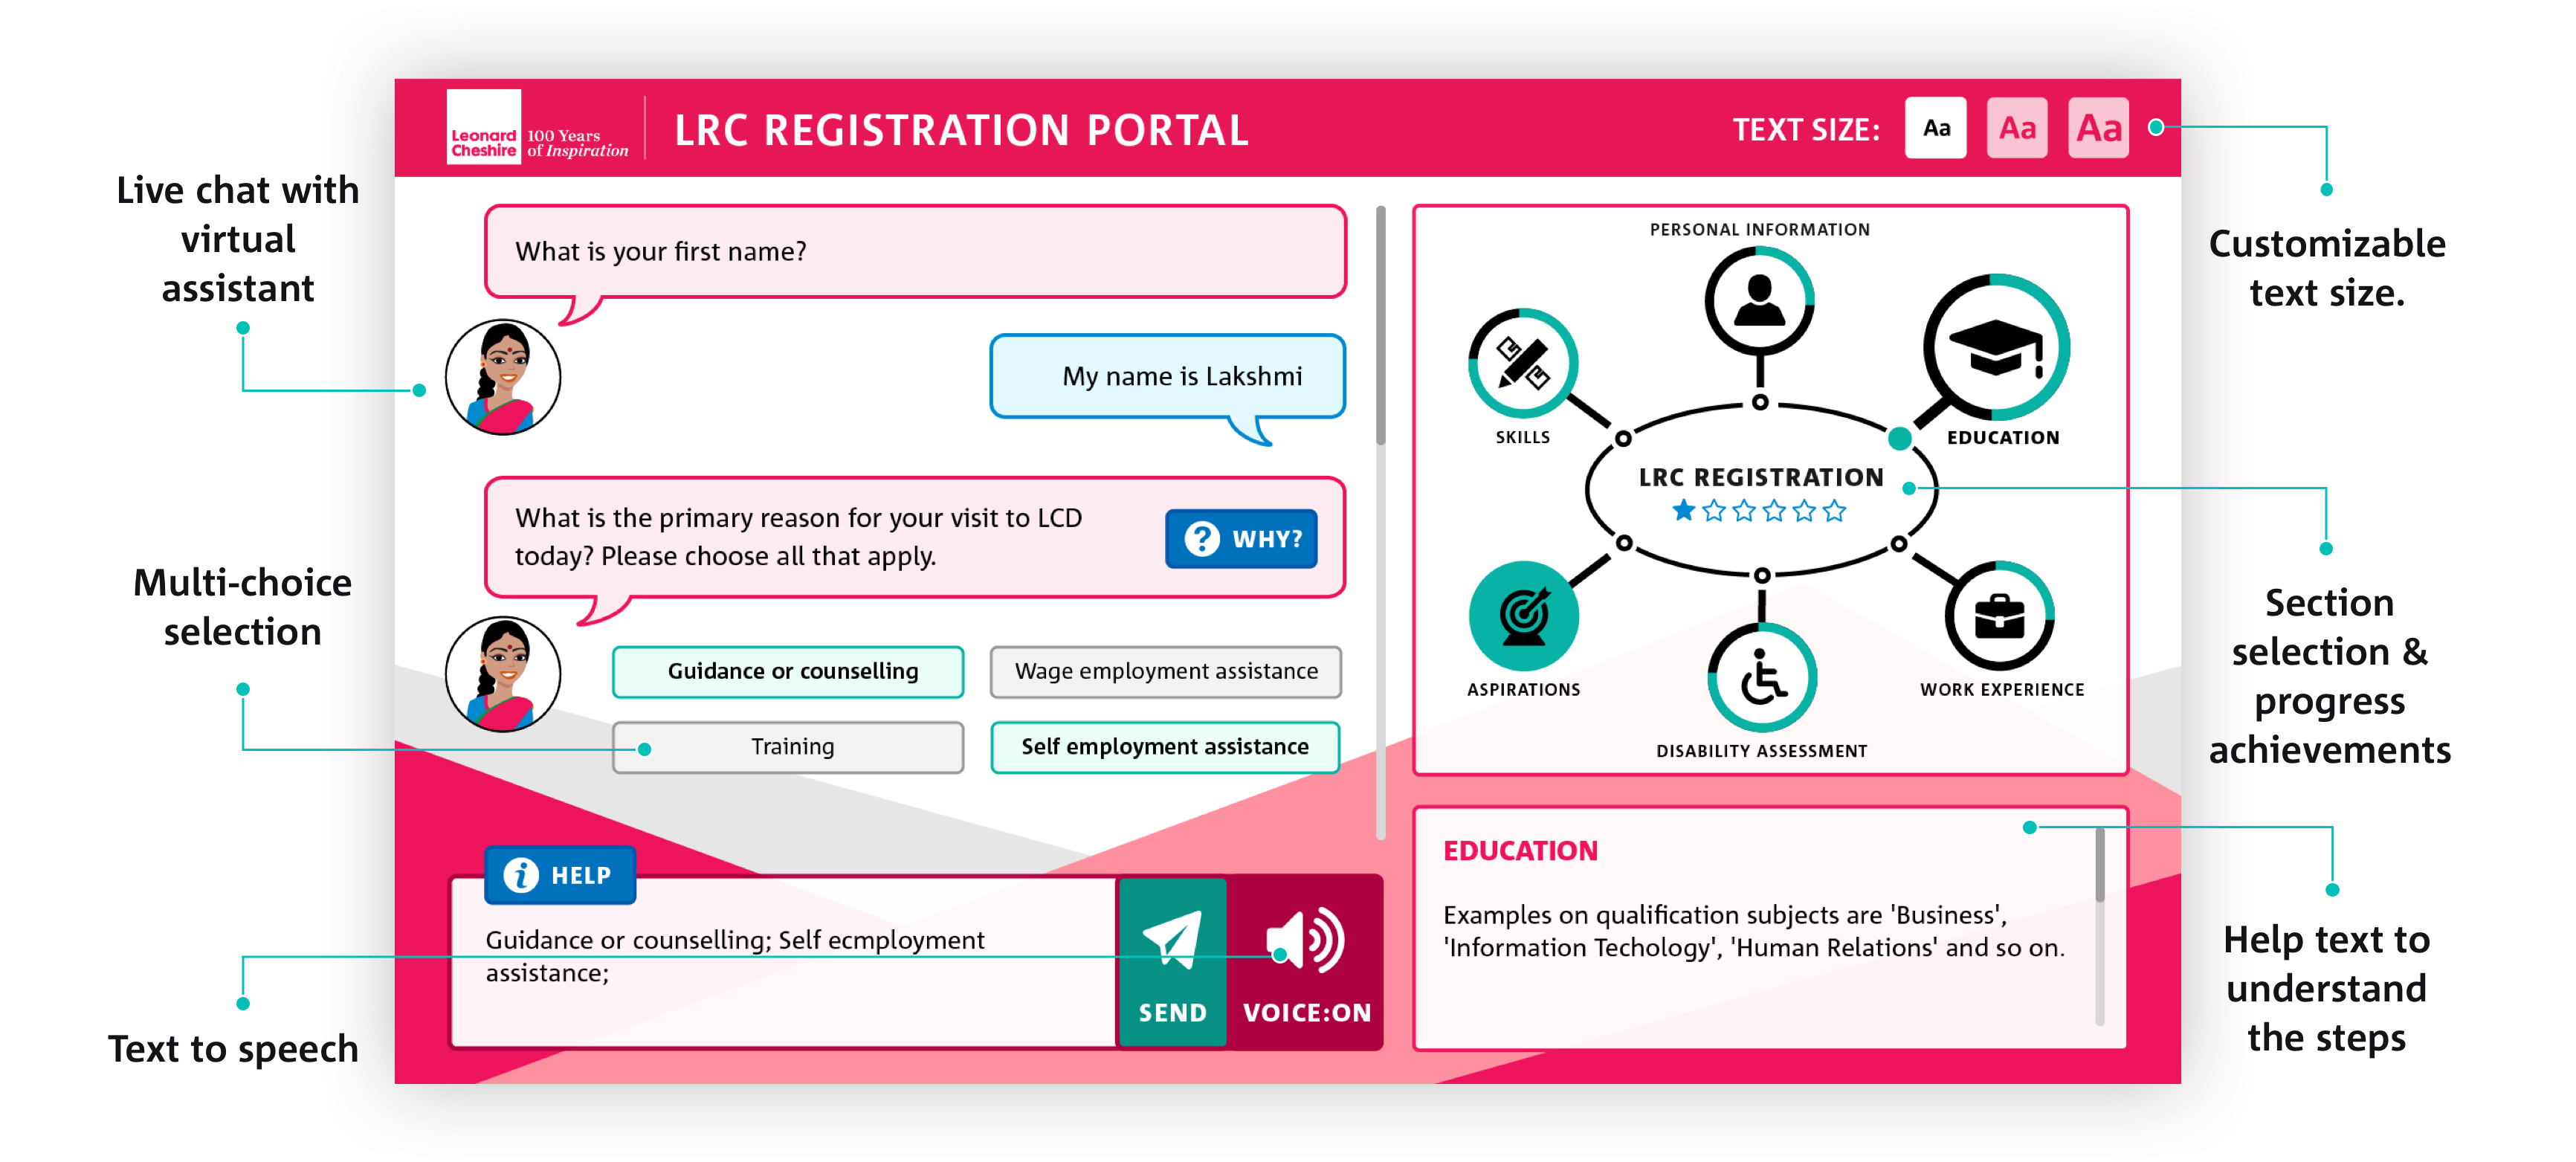 Leonard
Cheshire
100 Years
of Inspiration
LRC REGISTRATION PORTAL
TEXT SIZE:
Aa
Aa
Aa
Live chat with
virtual
assistant
Multi-choice
selection
Text to speech
What is your first name?
My name is Lakshmi
What is the primary reason for your visit to LCD
today? Please choose all that apply.
? WHY?
Guidance or counselling
Wage employment assistance
Training
Self employment assistance
i HELP
Guidance or counselling; Self ecmployment
assistance;
SEND
VOICE:ON
PERSONAL INFORMATION
SKILLS
EDUCATION
LRC REGISTRATION
ASPIRATIONS
WORK EXPERIENCE
DISABILITY ASSESSMENT
EDUCATION
Examples on qualification subjects are 'Business',
'Information Techology', 'Human Relations' and so on.
Customizable
text size.
Section
selection &
progress
achievements
Help text to
understand
the steps